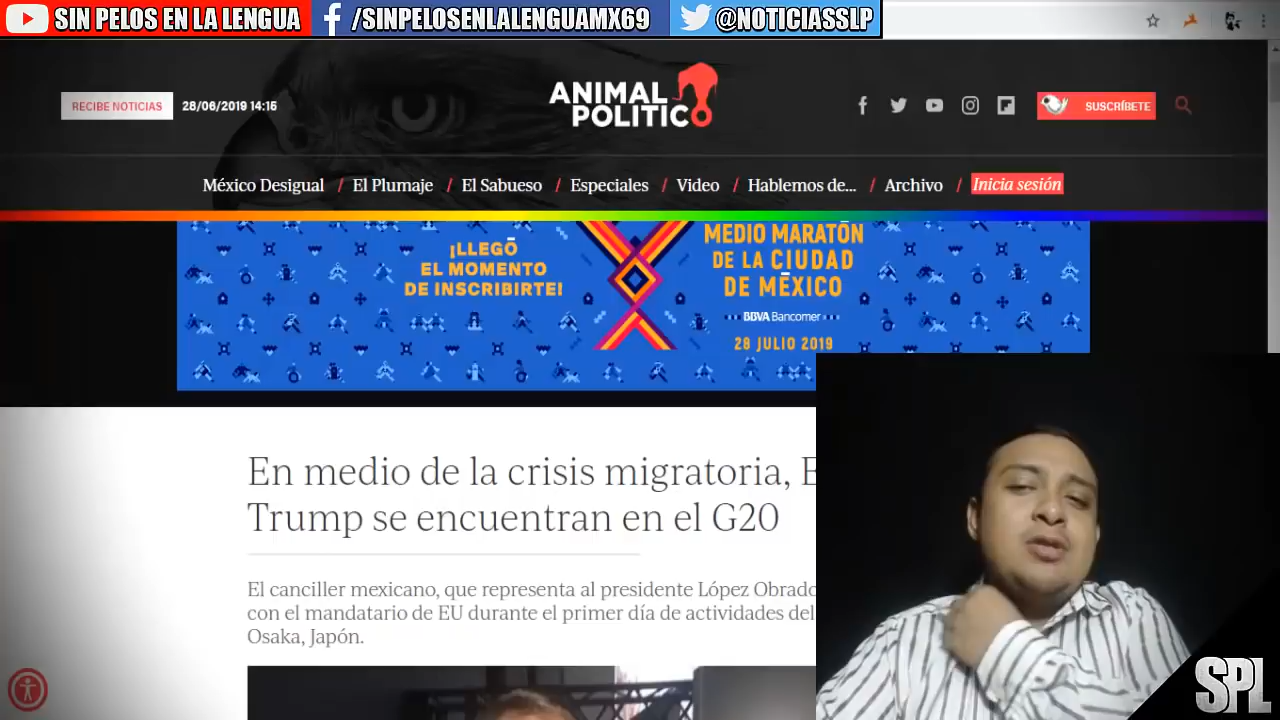 SIN PELOS EN LA LENGUA
/SINPELOSENLALENGUAMX69
@NOTICIASSLP
RECIBE NOTICIAS
28/06/2019 14:15
ANIMAL
POLITICO
SUSCRÍBETE
México Desigual / El Plumaje / El Sabueso / Especiales / Video / Hablemos de... / Archivo / Inicia sesión
¡LLEGÓ
EL MOMENTO
DE INSCRIBIRTE!
MEDIO MARATÓN
DE LA CIUDAD
DE MÉXICO
BBVA Bancomer
28 JULIO 2019
En medio de la crisis migratoria, E
Trump se encuentran en el G20
El canciller mexicano, que representa al presidente López Obrado
con el mandatario de EU durante el primer día de actividades del
Osaka, Japón.
SPL